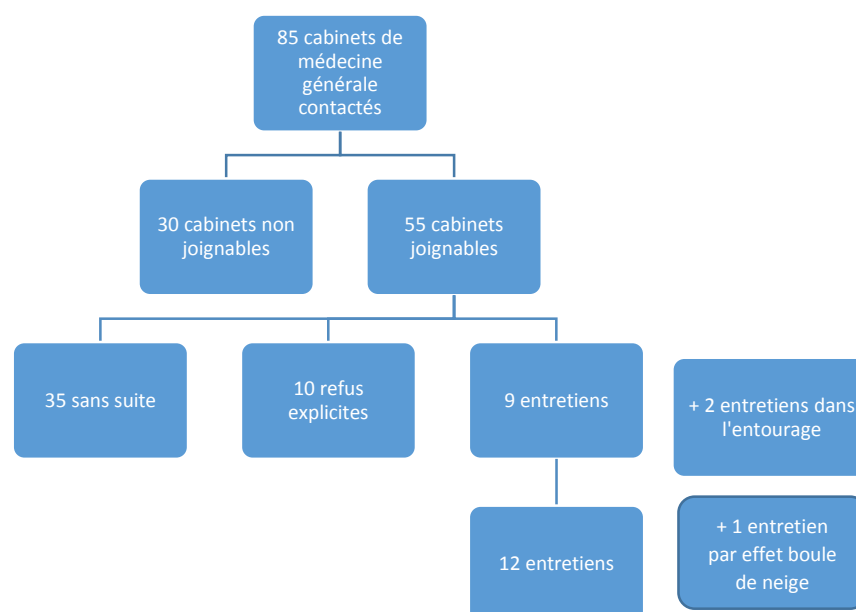 85 cabinets de
médecine
générale
contactés
30 cabinets non
joignables
55 cabinets
joignables
35 sans suite
10 refus
explicites
9 entretiens
+ 2 entretiens dans
l'entourage
12 entretiens
+ 1 entretien
par effet boule
de neige